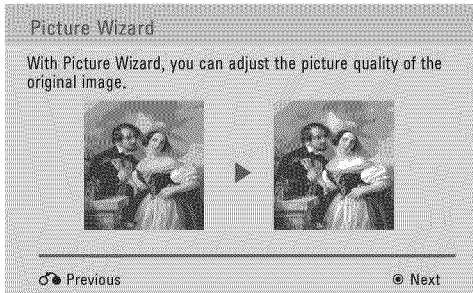 Picture Wizard
With Picture Wizard, you can adjust the picture quality of the
original image.
Previous
Next